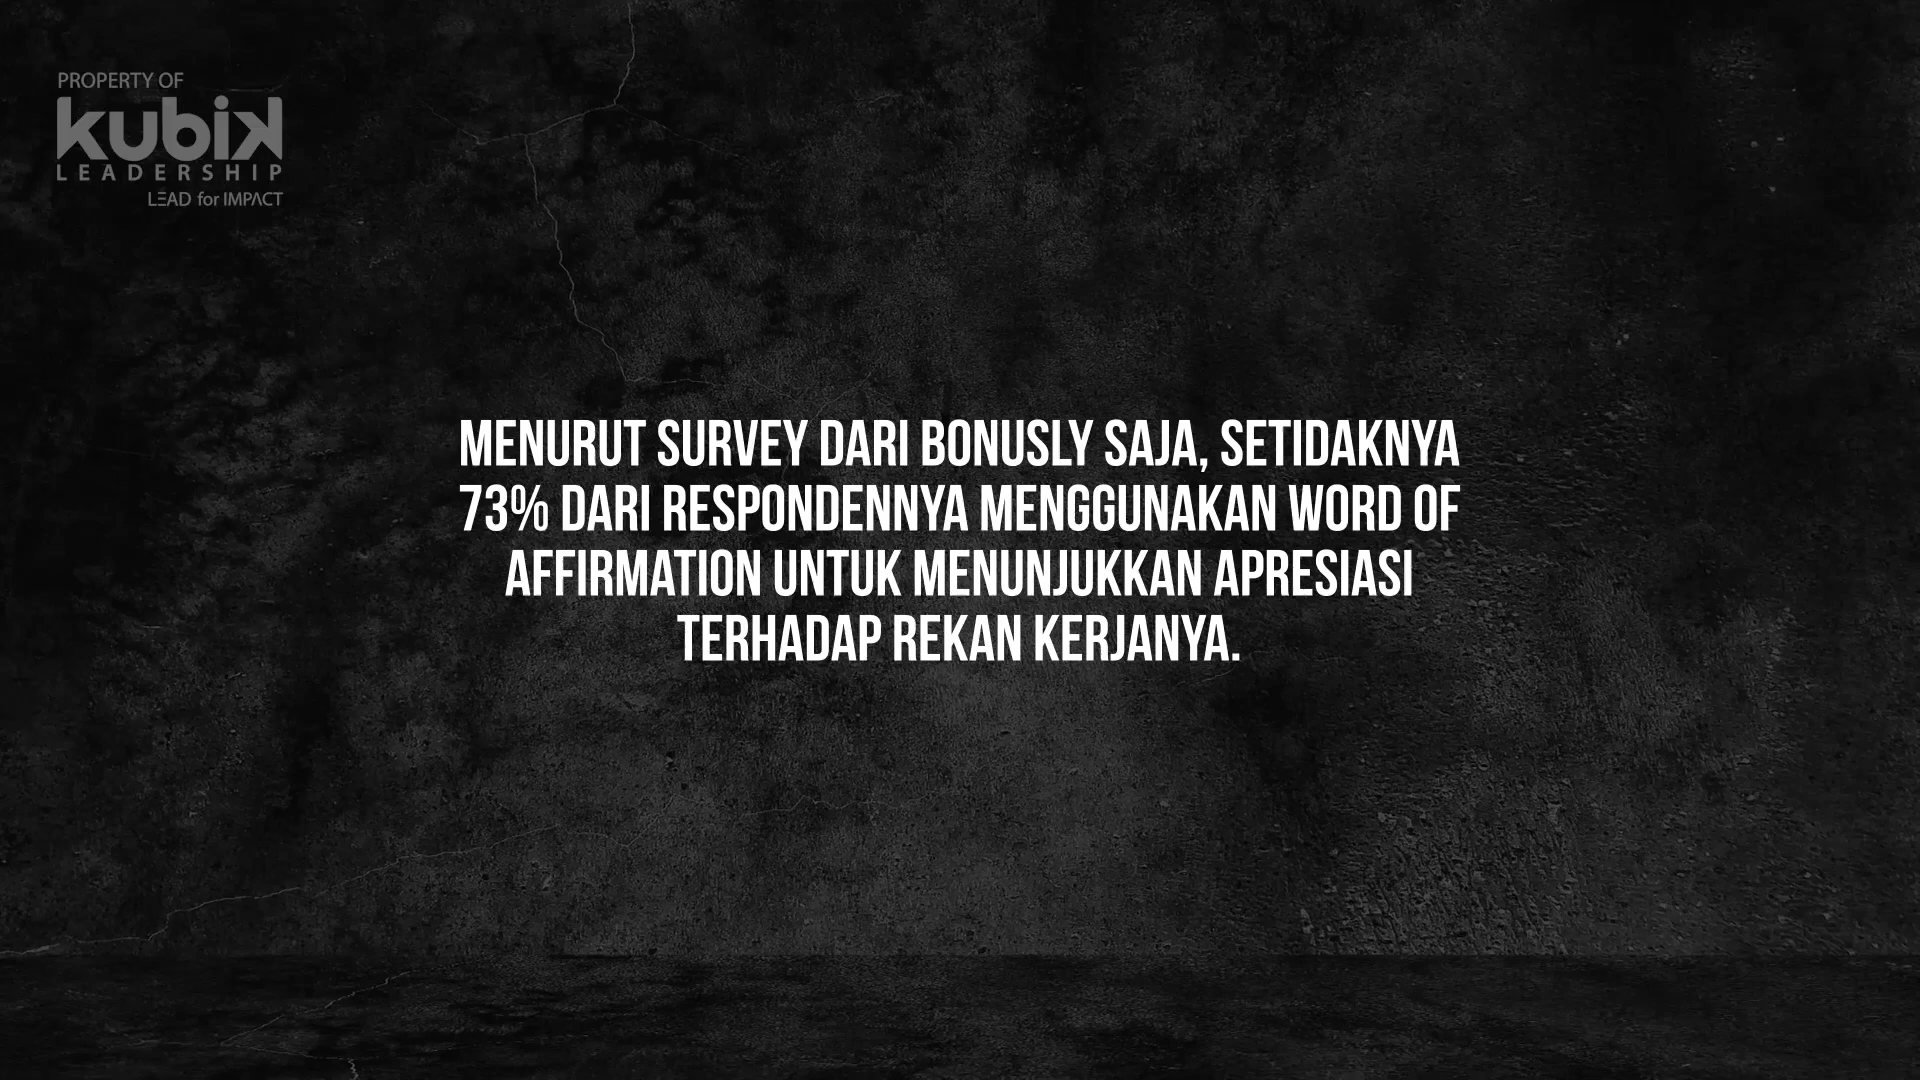 PROPERTY OF
kubik
LEADERSHIP
LEAD for IMPACT
MENURUT SURVEY DARI BONUSLY SAJA, SETIDAKNYA
73% DARI RESPONDENNYA MENGGUNAKAN WORD OF
AFFIRMATION UNTUK MENUNJUKKAN APRESIASI
TERHADAP REKAN KERJANYA.